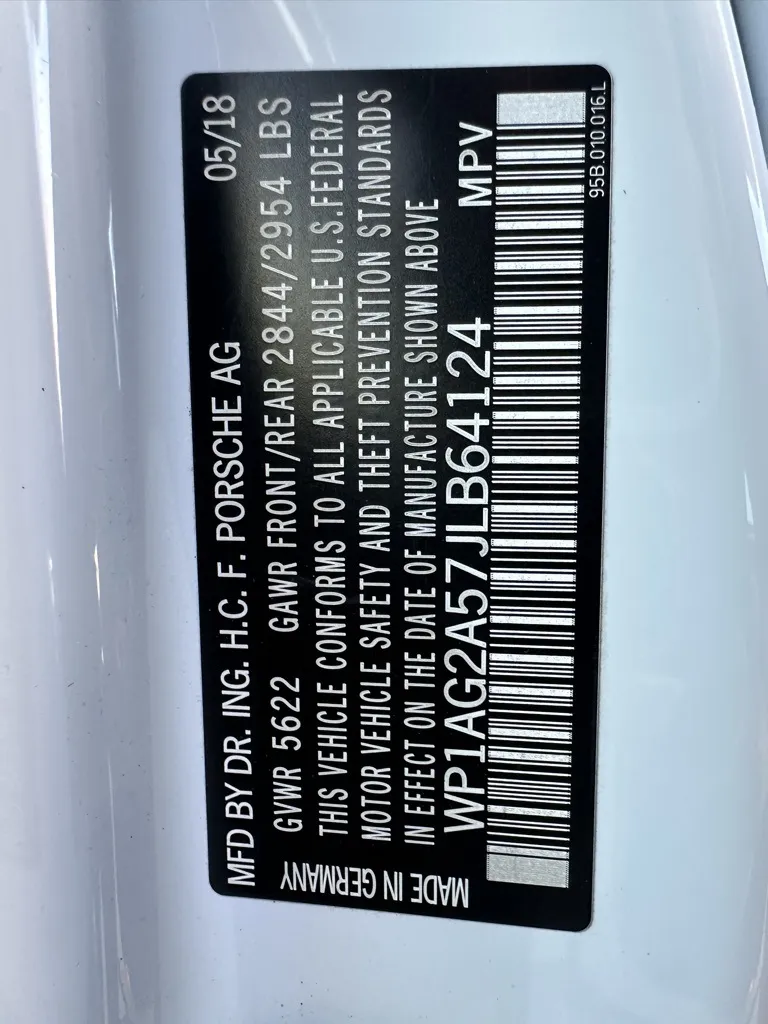 MFD BY DR. ING. H.C. F. PORSCHE AG 05/18
GVWR 5622 GAWR FRONT/REAR 2844/2954 LBS
THIS VEHICLE CONFORMS TO ALL APPLICABLE U.S.FEDERAL
MOTOR VEHICLE SAFETY AND THEFT PREVENTION STANDARDS
IN EFFECT ON THE DATE OF MANUFACTURE SHOWN ABOVE
WP1AG2A57JLB64124 MPV
MADE IN GERMANY
95B.010.016.L